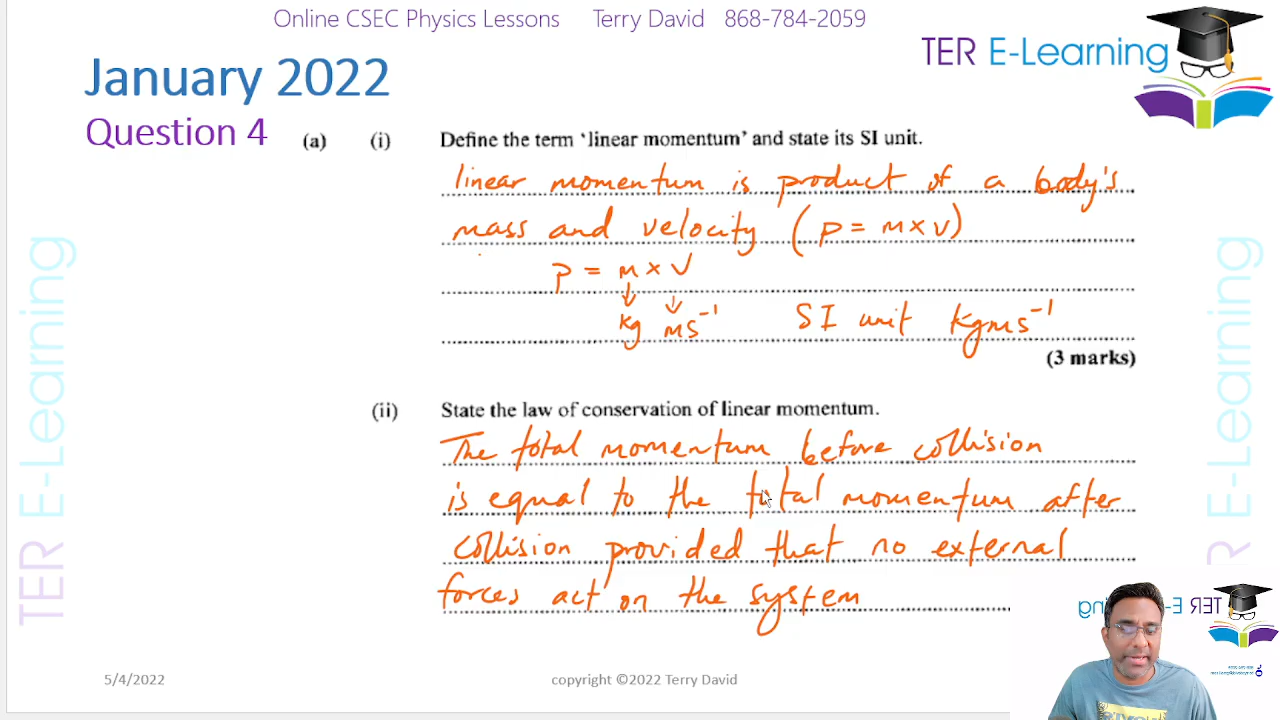 Online CSEC Physics Lessons Terry David 868-784-2059
TER E-Learning
January 2022
Question 4
(a) (i) Define the term ‘linear momentum’ and state its SI unit.
linear momentum is product of a body's
mass and velocity (p = m x v)
p = m x v
kg ms⁻¹ SI unit kgms⁻¹
(3 marks)
(ii) State the law of conservation of linear momentum.
The total momentum before collision
is equal to the total momentum after
collision provided that no external
forces act on the system
TER E-Learning
TER E-Learning
TER E-Learning
5/4/2022
copyright ©2022 Terry David